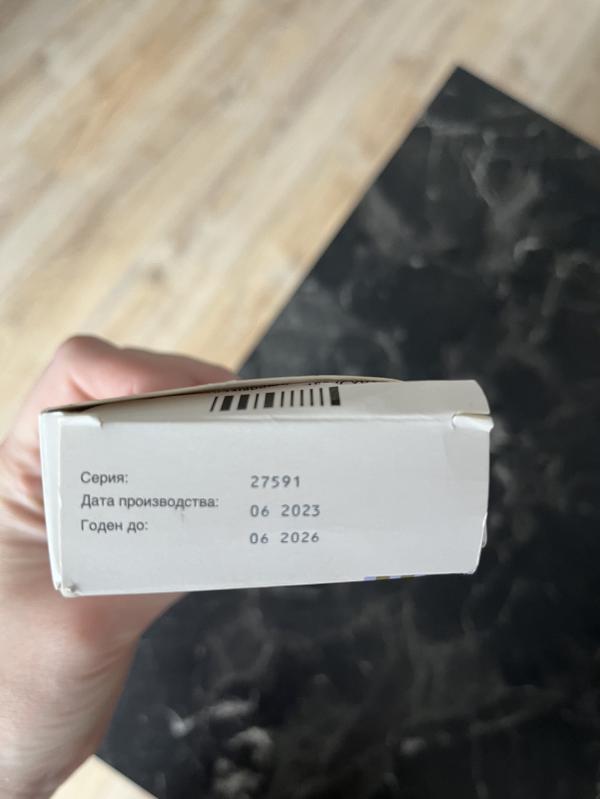 Серия: 27591
Дата производства: 06 2023
Годен до: 06 2026